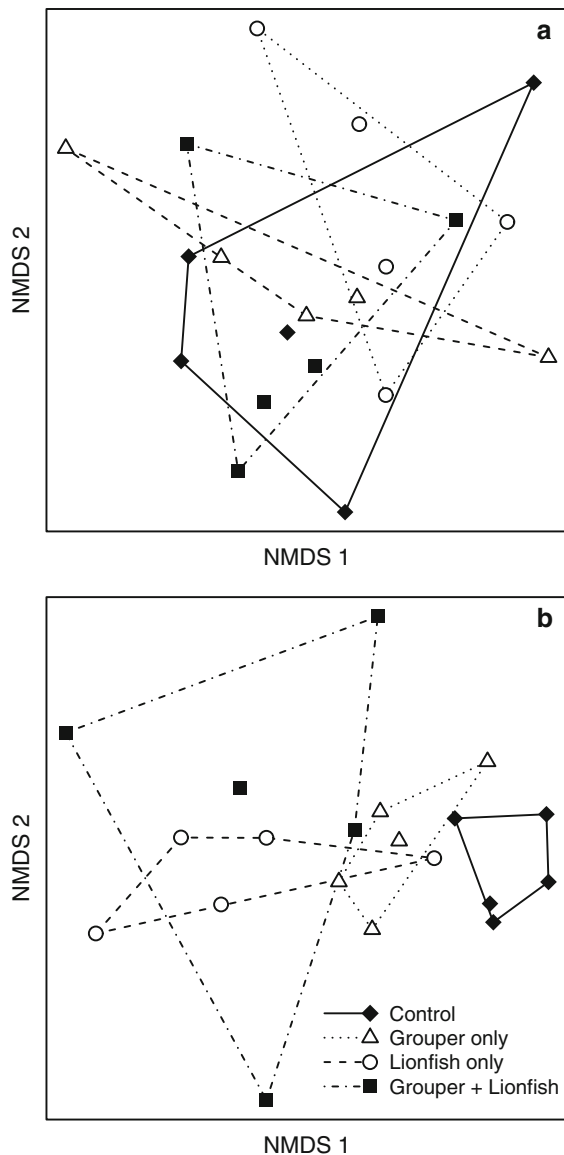 a
NMDS 2
NMDS 1
b
NMDS 2
Control
Grouper only
Lionfish only
Grouper + Lionfish
NMDS 1